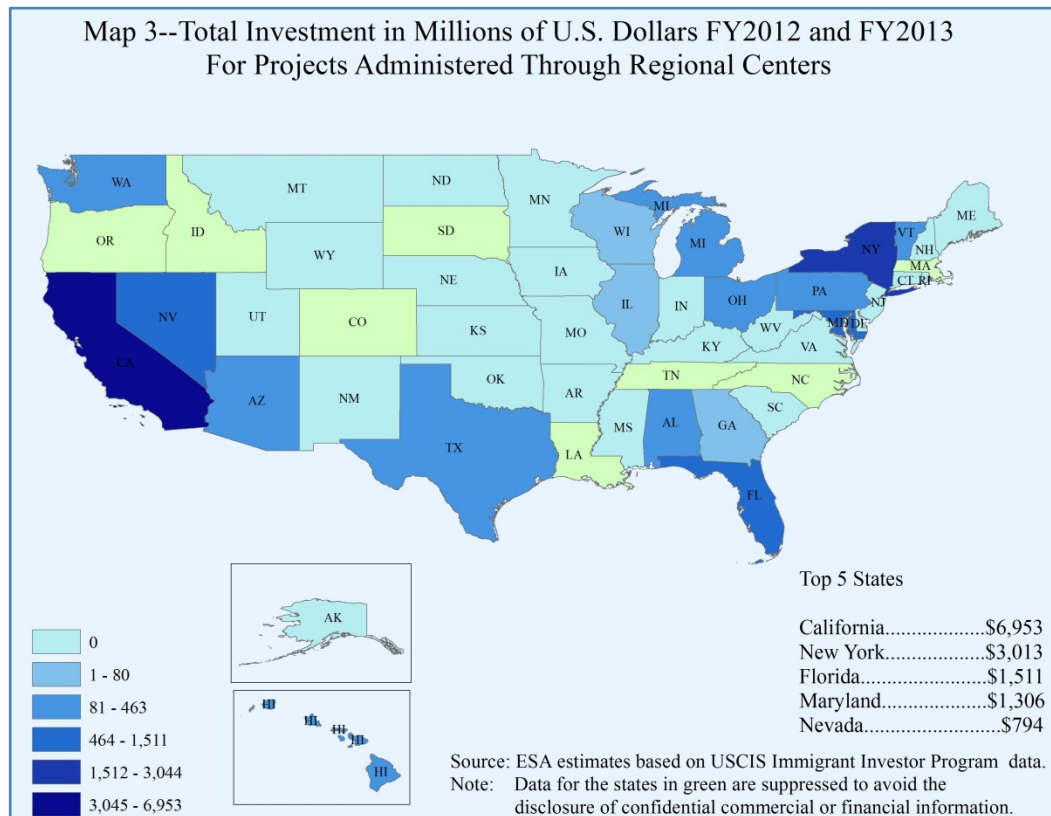 Map 3--Total Investment in Millions of U.S. Dollars FY2012 and FY2013
For Projects Administered Through Regional Centers
WA
MT
ND
MN
ME
OR
ID
SD
WI
MI
MI
NY
VT
NH
MA
CT RI
WY
NE
IA
IL
IN
OH
PA
NJ
MD DE
CA
NV
UT
CO
KS
MO
KY
WV
VA
AZ
NM
OK
AR
TN
NC
SC
TX
LA
MS
AL
GA
FL
AK
HI
HI
HI
HI
HI
0
1 - 80
81 - 463
464 - 1,511
1,512 - 3,044
3,045 - 6,953
Top 5 States
California...................$6,953
New York..................$3,013
Florida.......................$1,511
Maryland...................$1,306
Nevada.........................$794
Source: ESA estimates based on USCIS Immigrant Investor Program data.
Note: Data for the states in green are suppressed to avoid the
disclosure of confidential commercial or financial information.